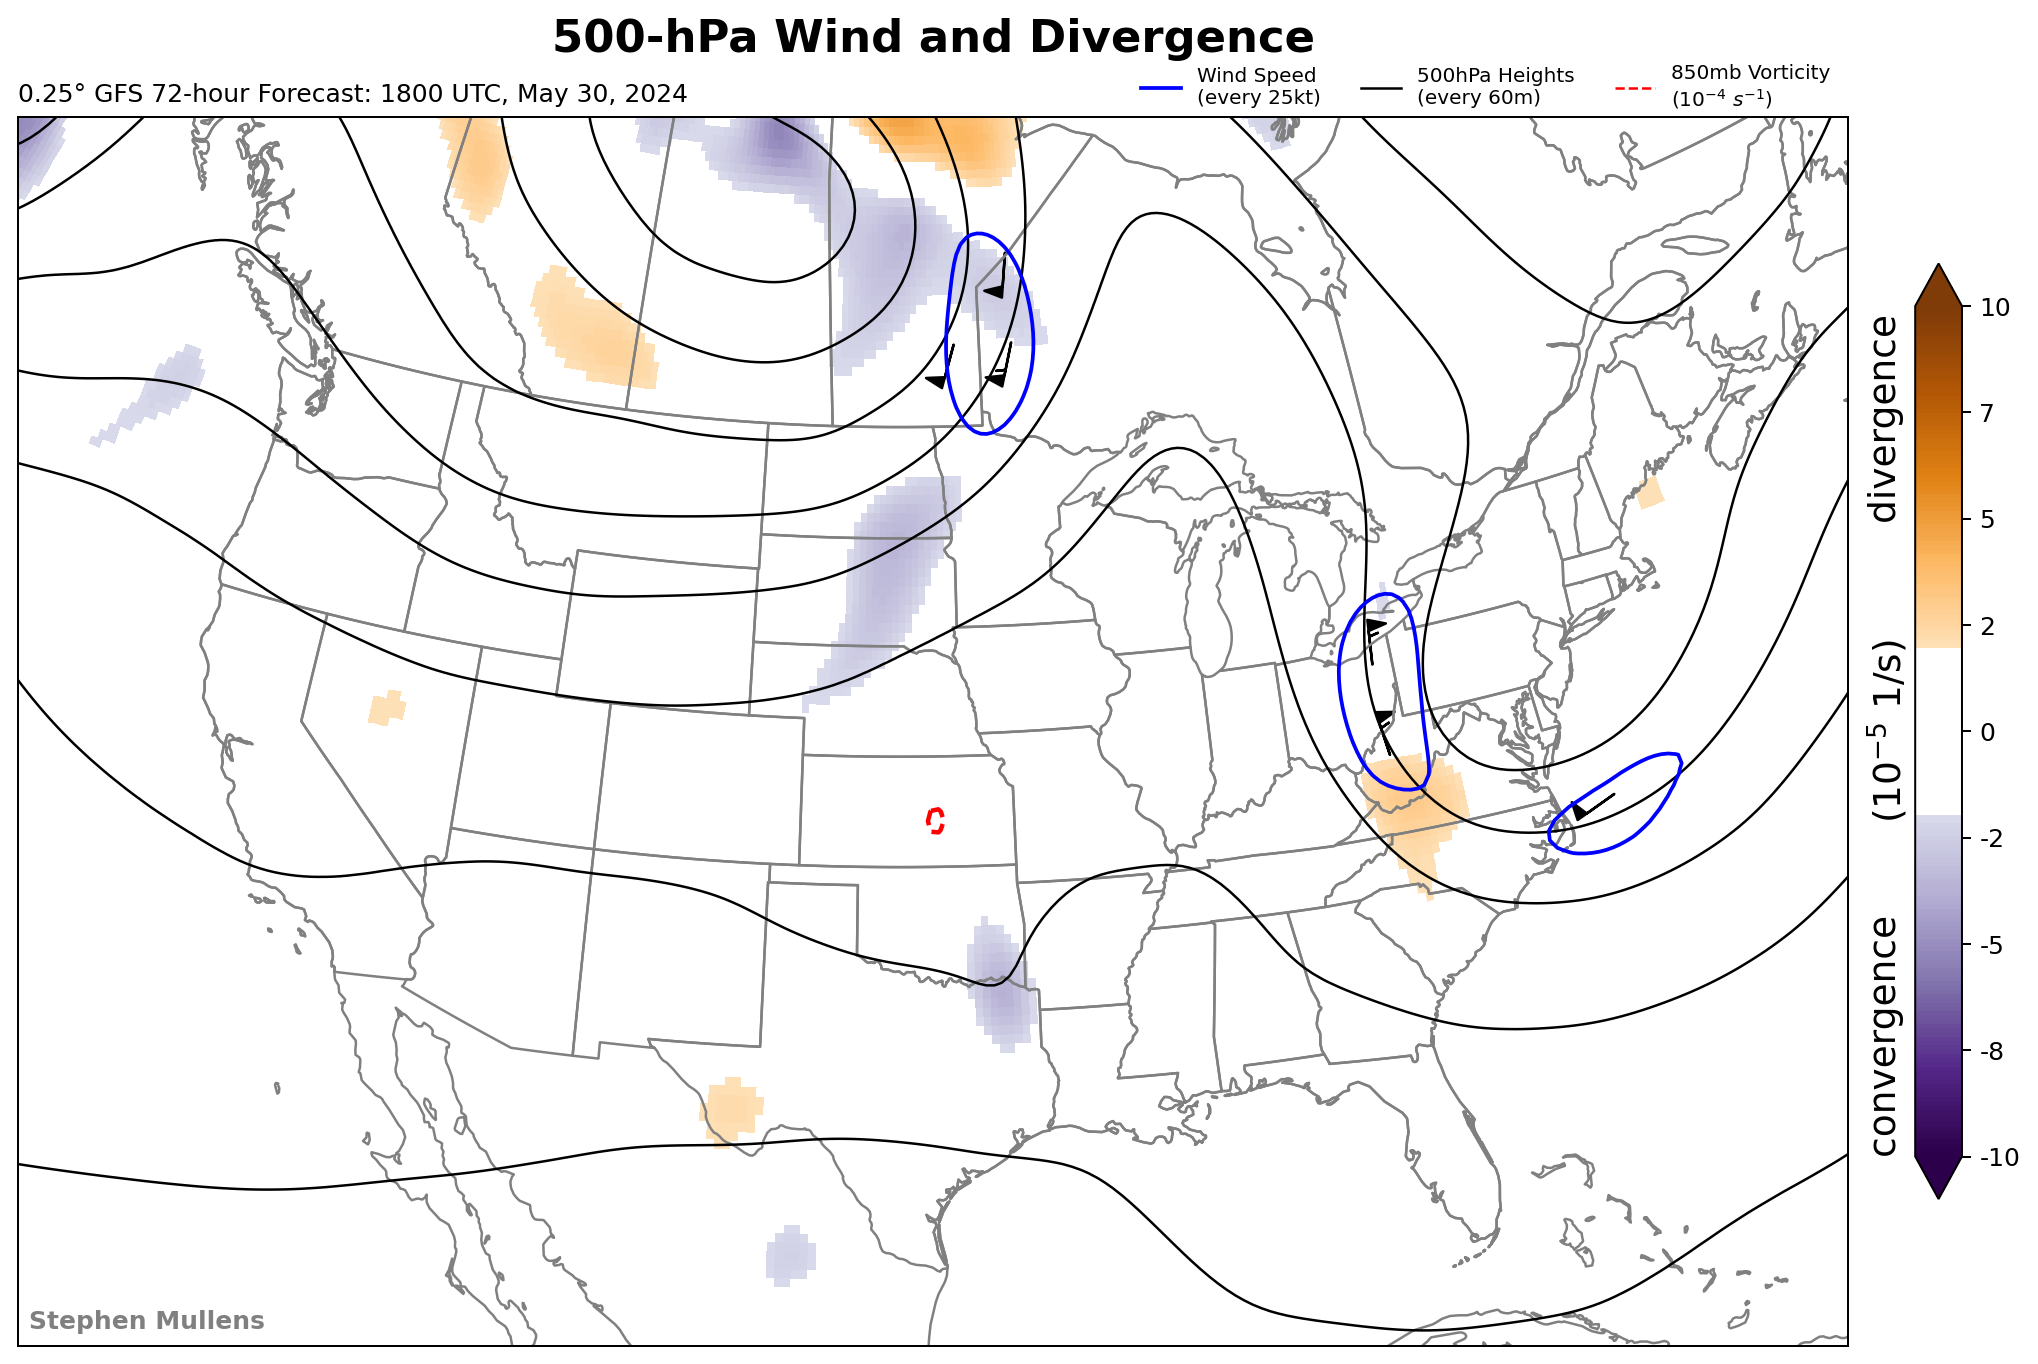 500-hPa Wind and Divergence
0.25° GFS 72-hour Forecast: 1800 UTC, May 30, 2024
Wind Speed
(every 25kt)
500hPa Heights
(every 60m)
850mb Vorticity
(10⁻⁴ s⁻¹)
10
7
5
2
0
-2
-5
-8
-10
convergence (10⁻⁵ 1/s) divergence
Stephen Mullens